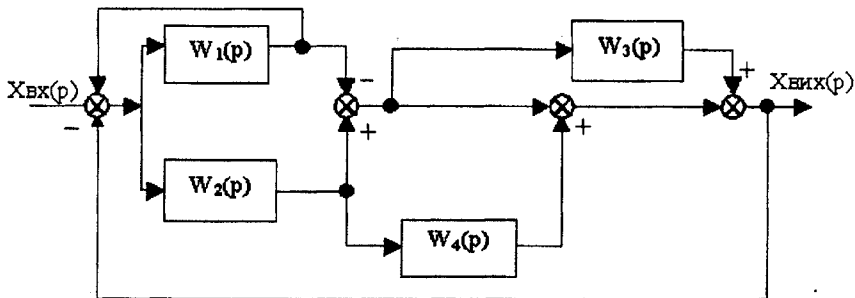 W₁(p)
W₃(p)
Xвх(p)
−
+
Xвих(p)
−
+
+
W₂(p)
W₄(p)